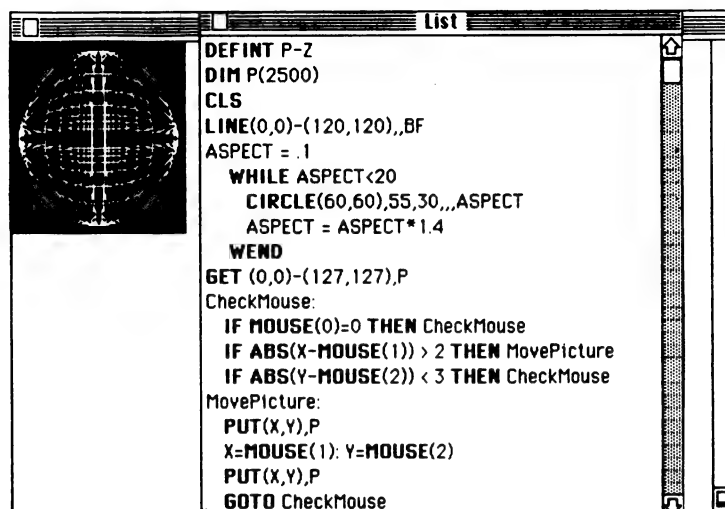 List
DEFINT P-Z
DIM P(2500)
CLS
LINE(0,0)-(120,120),,BF
ASPECT = .1
WHILE ASPECT<20
CIRCLE(60,60),55,30,,,ASPECT
ASPECT = ASPECT*1.4
WEND
GET (0,0)-(127,127),P
CheckMouse:
IF MOUSE(0)=0 THEN CheckMouse
IF ABS(X-MOUSE(1)) > 2 THEN MovePicture
IF ABS(Y-MOUSE(2)) < 3 THEN CheckMouse
MovePicture:
PUT(X,Y),P
X=MOUSE(1): Y=MOUSE(2)
PUT(X,Y),P
GOTO CheckMouse